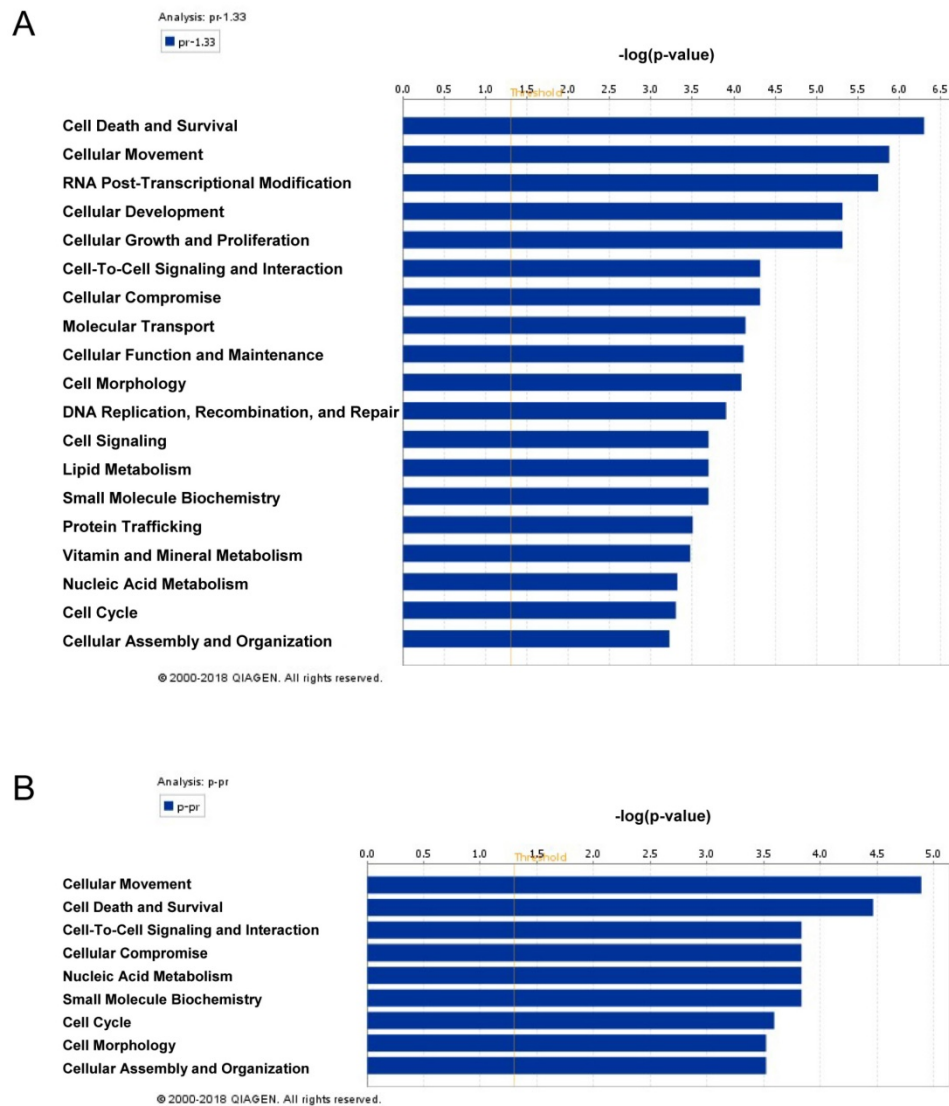 A
Analysis: pr-1.33
pr-1.33
-log(p-value)
0.0 0.5 1.0 1.5 2.0 2.5 3.0 3.5 4.0 4.5 5.0 5.5 6.0 6.5
Threshold
Cell Death and Survival
Cellular Movement
RNA Post-Transcriptional Modification
Cellular Development
Cellular Growth and Proliferation
Cell-To-Cell Signaling and Interaction
Cellular Compromise
Molecular Transport
Cellular Function and Maintenance
Cell Morphology
DNA Replication, Recombination, and Repair
Cell Signaling
Lipid Metabolism
Small Molecule Biochemistry
Protein Trafficking
Vitamin and Mineral Metabolism
Nucleic Acid Metabolism
Cell Cycle
Cellular Assembly and Organization
© 2000-2018 QIAGEN. All rights reserved.
B
Analysis: p-pr
p-pr
-log(p-value)
0.0 0.5 1.0 1.5 2.0 2.5 3.0 3.5 4.0 4.5 5.0
Threshold
Cellular Movement
Cell Death and Survival
Cell-To-Cell Signaling and Interaction
Cellular Compromise
Nucleic Acid Metabolism
Small Molecule Biochemistry
Cell Cycle
Cell Morphology
Cellular Assembly and Organization
© 2000-2018 QIAGEN. All rights reserved.